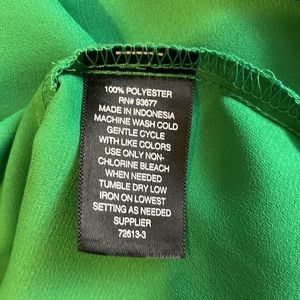 100% POLYESTER
RN# 93677
MADE IN INDONESIA
MACHINE WASH COLD
GENTLE CYCLE
WITH LIKE COLORS
USE ONLY NON-
CHLORINE BLEACH
WHEN NEEDED
TUMBLE DRY LOW
IRON ON LOWEST
SETTING AS NEEDED
SUPPLIER
72613-3